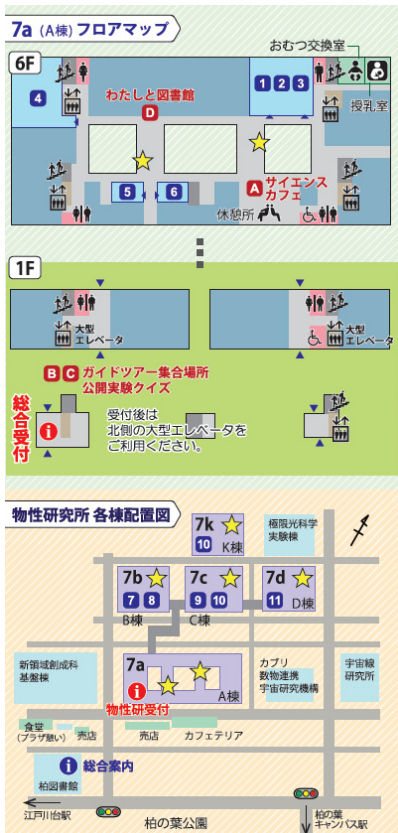 7a (A棟) フロアマップ
おむつ交換室
6F
授乳室
4
1 2 3
わたしと図書館
D
A サイエンス
カフェ
5
6
休憩所
1F
大型
エレベータ
大型
エレベータ
B C ガイドツアー集合場所
公開実験クイズ
総合受付
受付後は
北側の大型エレベータを
ご利用ください。
物性研究所 各棟配置図
7k
10 K棟
極限光科学
実験棟
7b
7 8
B棟
7c
9 10
C棟
7d
11 D棟
新領域創成科
基盤棟
7a
A棟
物性研受付
カブリ
数物連携
宇宙研究機構
宇宙線
研究所
食堂
(プラザ憩い)
売店
売店
カフェテリア
総合案内
柏図書館
江戸川台駅
柏の葉公園
柏の葉
キャンパス駅